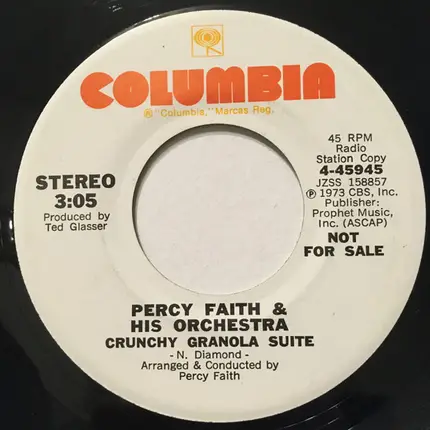 COLUMBIA
® "Columbia," Marcas Reg.
STEREO
3:05
Produced by
Ted Glasser
45 RPM
Radio
Station Copy
4-45945
JZSS 158857
℗ 1973 CBS, Inc.
Publisher:
Prophet Music,
Inc. (ASCAP)
NOT
FOR SALE
PERCY FAITH &
HIS ORCHESTRA
CRUNCHY GRANOLA SUITE
- N. Diamond -
Arranged & Conducted by
Percy Faith